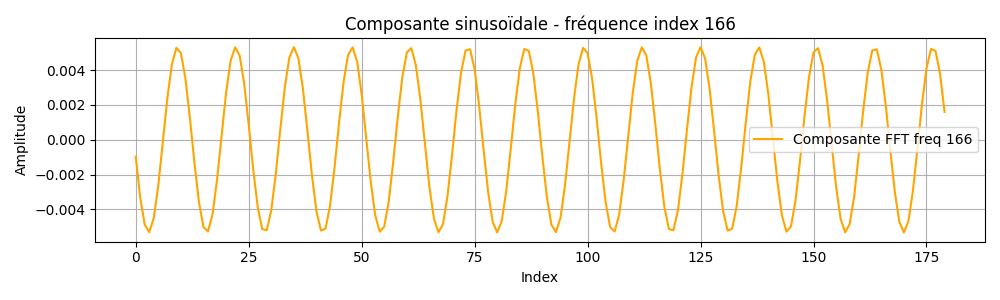 Composante sinusoïdale - fréquence index 166
Amplitude
0.004
0.002
0.000
−0.002
−0.004
Composante FFT freq 166
0 25 50 75 100 125 150 175
Index